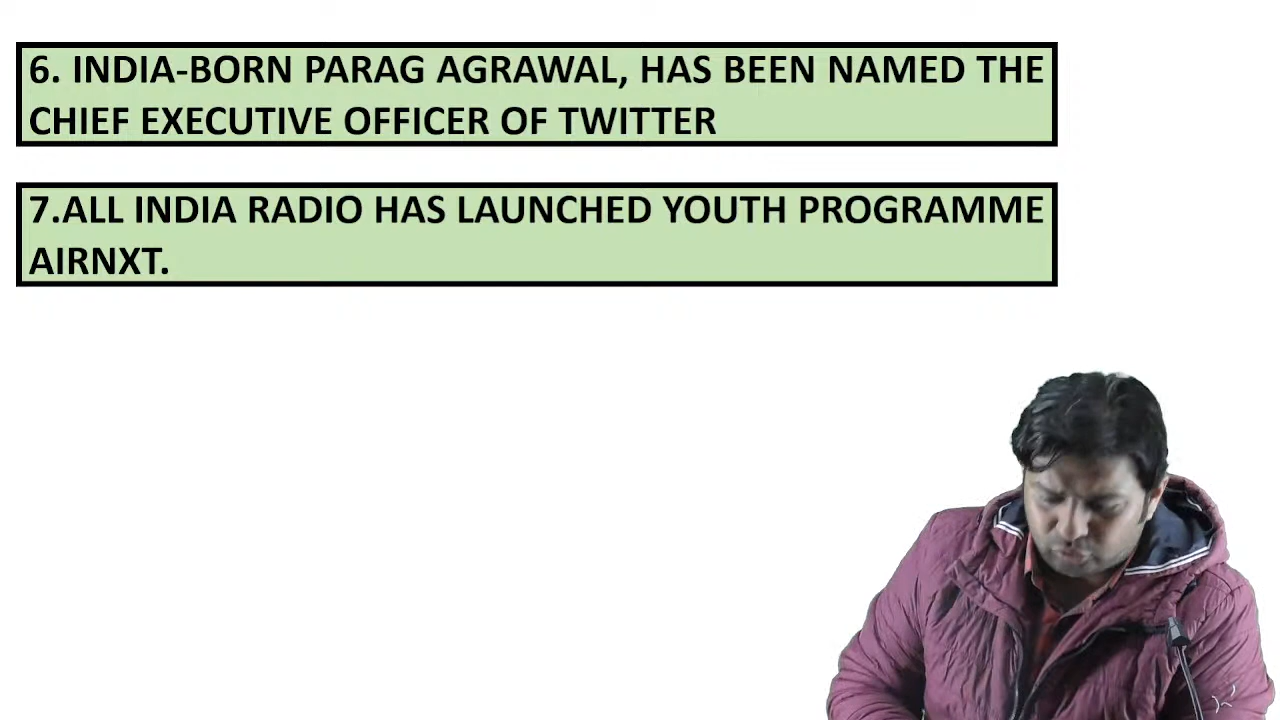 6. INDIA-BORN PARAG AGRAWAL, HAS BEEN NAMED THE
CHIEF EXECUTIVE OFFICER OF TWITTER
7.ALL INDIA RADIO HAS LAUNCHED YOUTH PROGRAMME
AIRNXT.